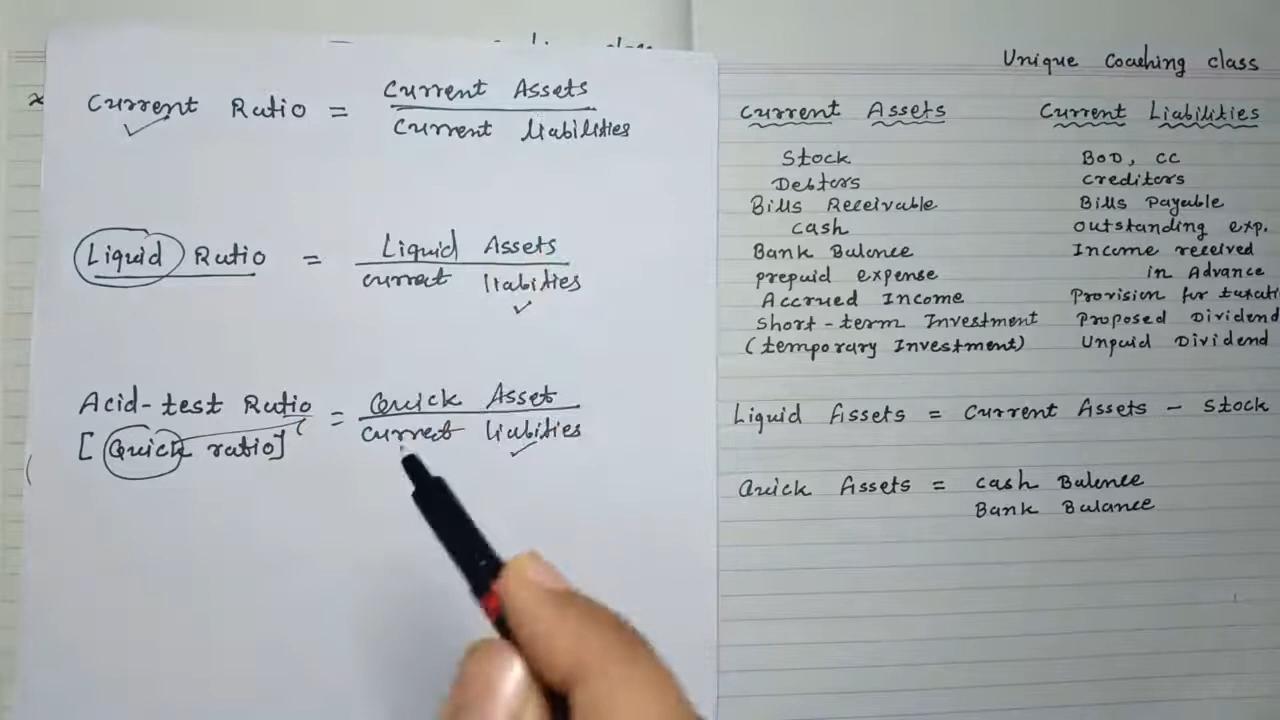 Current Ratio = Current Assets
Current liabilities
Liquid Ratio = Liquid Assets
Current liabilities
Acid-test Ratio
[Quick ratio] = Quick Asset
Current liabilities
Unique Coaching class
Current Assets
Stock
Debtors
Bills Receivable
Cash
Bank Balance
prepaid expense
Accrued Income
Short-term Investment
(temporary Investment)
Current Liabilities
BOD, CC
Creditors
Bills Payable
Outstanding exp.
Income received
in Advance
Provision for
Proposed Dividend
Unpaid Dividend
Liquid Assets = Current Assets - Stock
Quick Assets = Cash Balance
Bank Balance